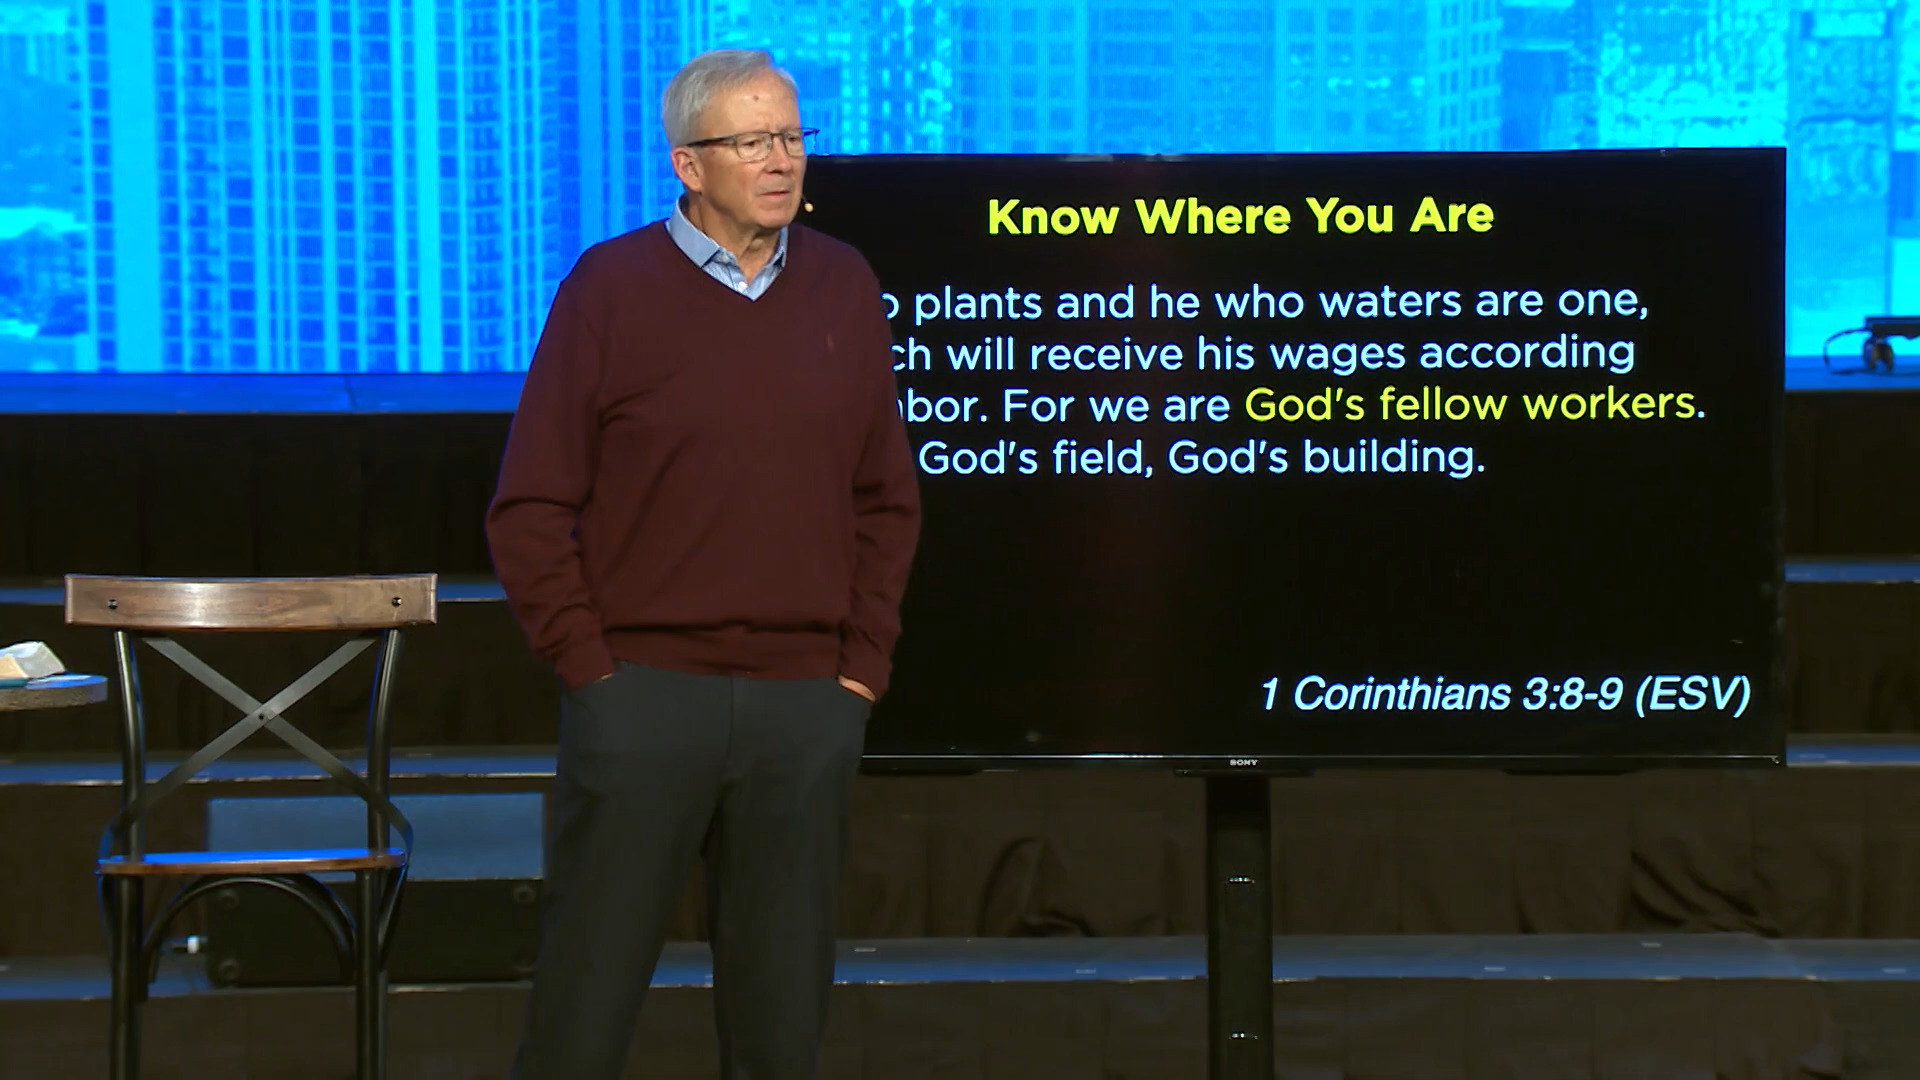 Know Where You Are
plants and he who waters are one,
will receive his wages according
For we are God's fellow workers.
God's field, God's building.
1 Corinthians 3:8-9 (ESV)
SONY